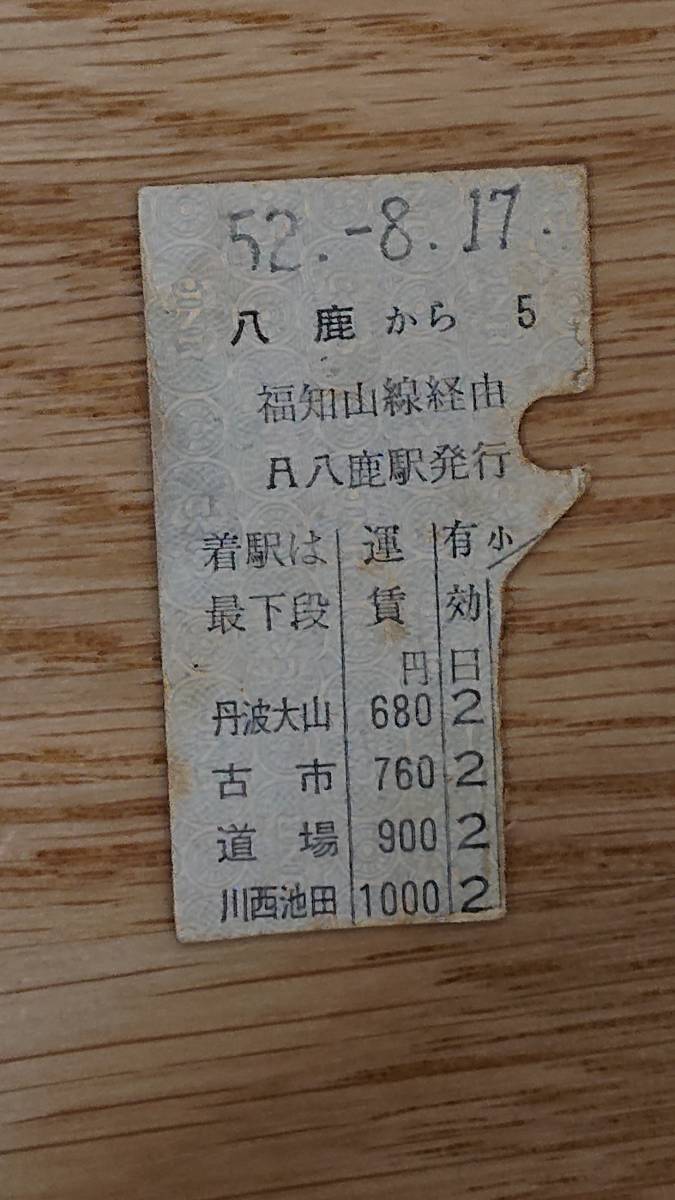 52.-8.17.
八鹿から 5
福知山線経由
八鹿駅発行
着駅は 運 有 小
最下段 賃 効
円 日
丹波大山 680 2
古市 760 2
道場 900 2
川西池田 1000 2